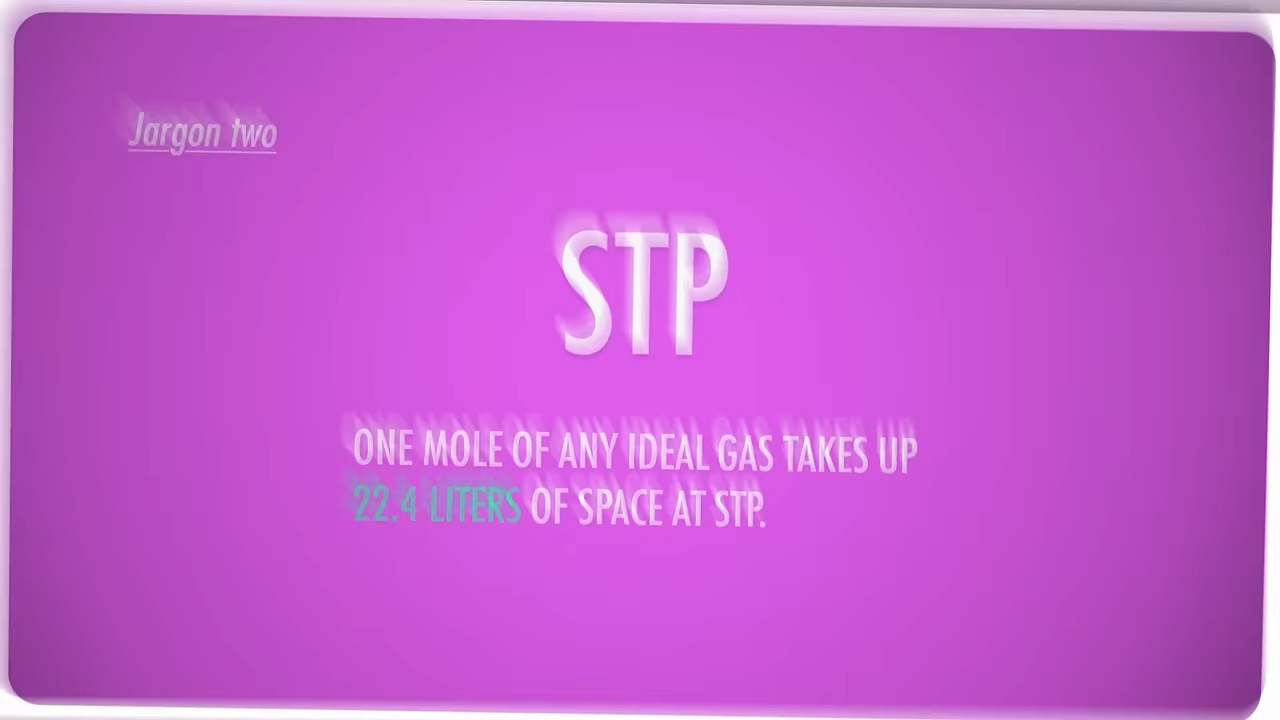 Jargon two
STP
ONE MOLE OF ANY IDEAL GAS TAKES UP
22.4 LITERS OF SPACE AT STP.